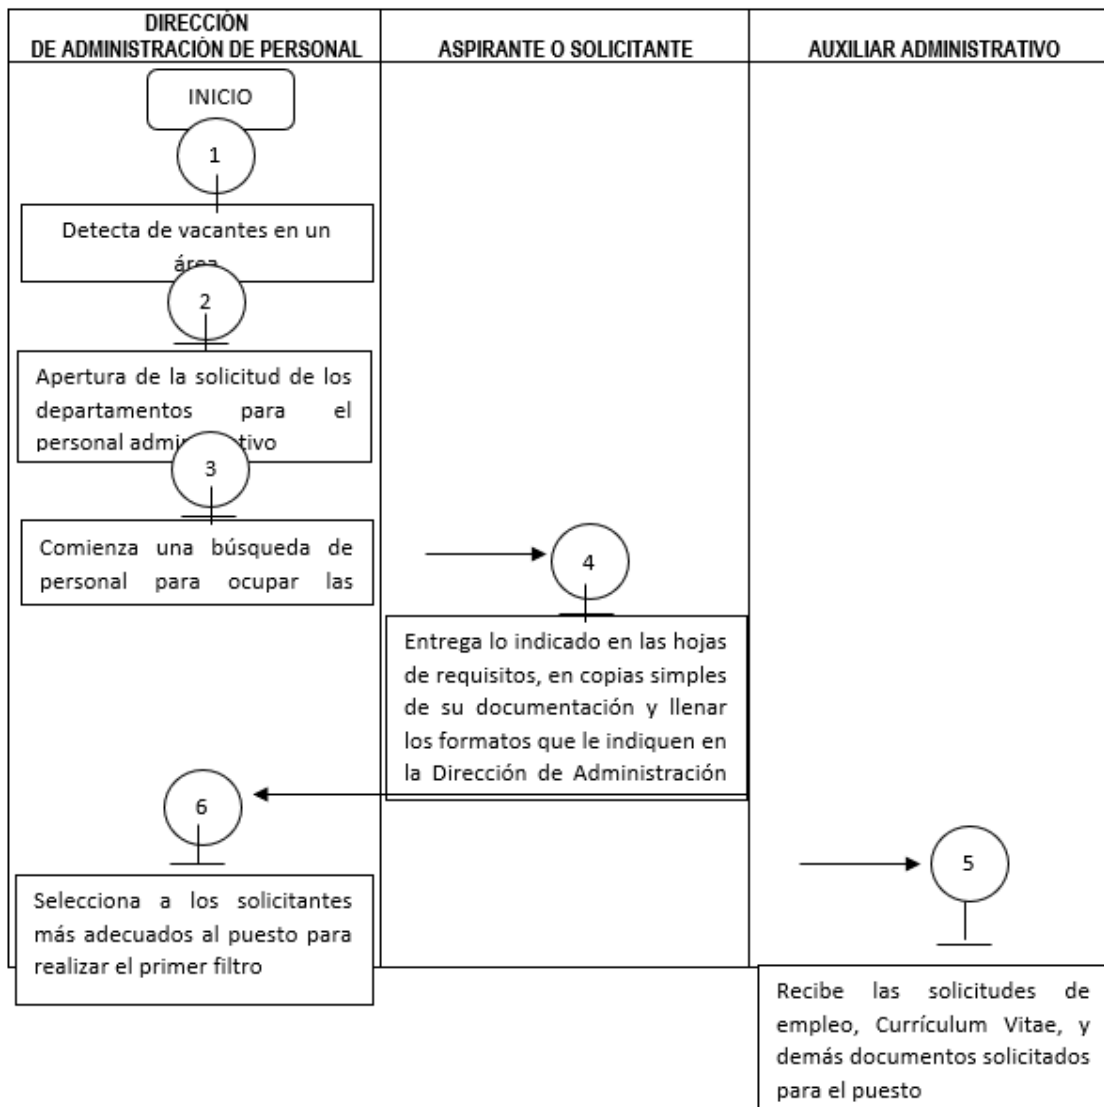 DIRECCIÓN
DE ADMINISTRACIÓN DE PERSONAL
ASPIRANTE O SOLICITANTE
AUXILIAR ADMINISTRATIVO
INICIO
1
Detecta de vacantes en un
área
2
Apertura de la solicitud de los
departamentos para el
personal
3
Comienza una búsqueda de
personal para ocupar las
4
Entrega lo indicado en las hojas
de requisitos, en copias simples
de su documentación y llenar
los formatos que le indiquen en
la Dirección de Administración
6
Selecciona a los solicitantes
más adecuados al puesto para
realizar el primer filtro
5
Recibe las solicitudes de
empleo, Currículum Vitae, y
demás documentos solicitados
para el puesto